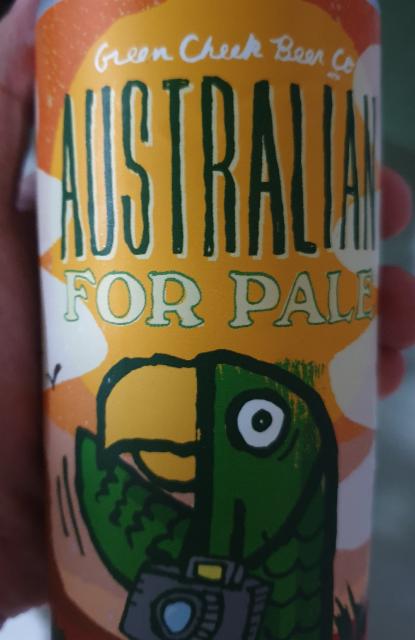 Green Cheek Beer Co
AUSTRALIAN
FOR PALE